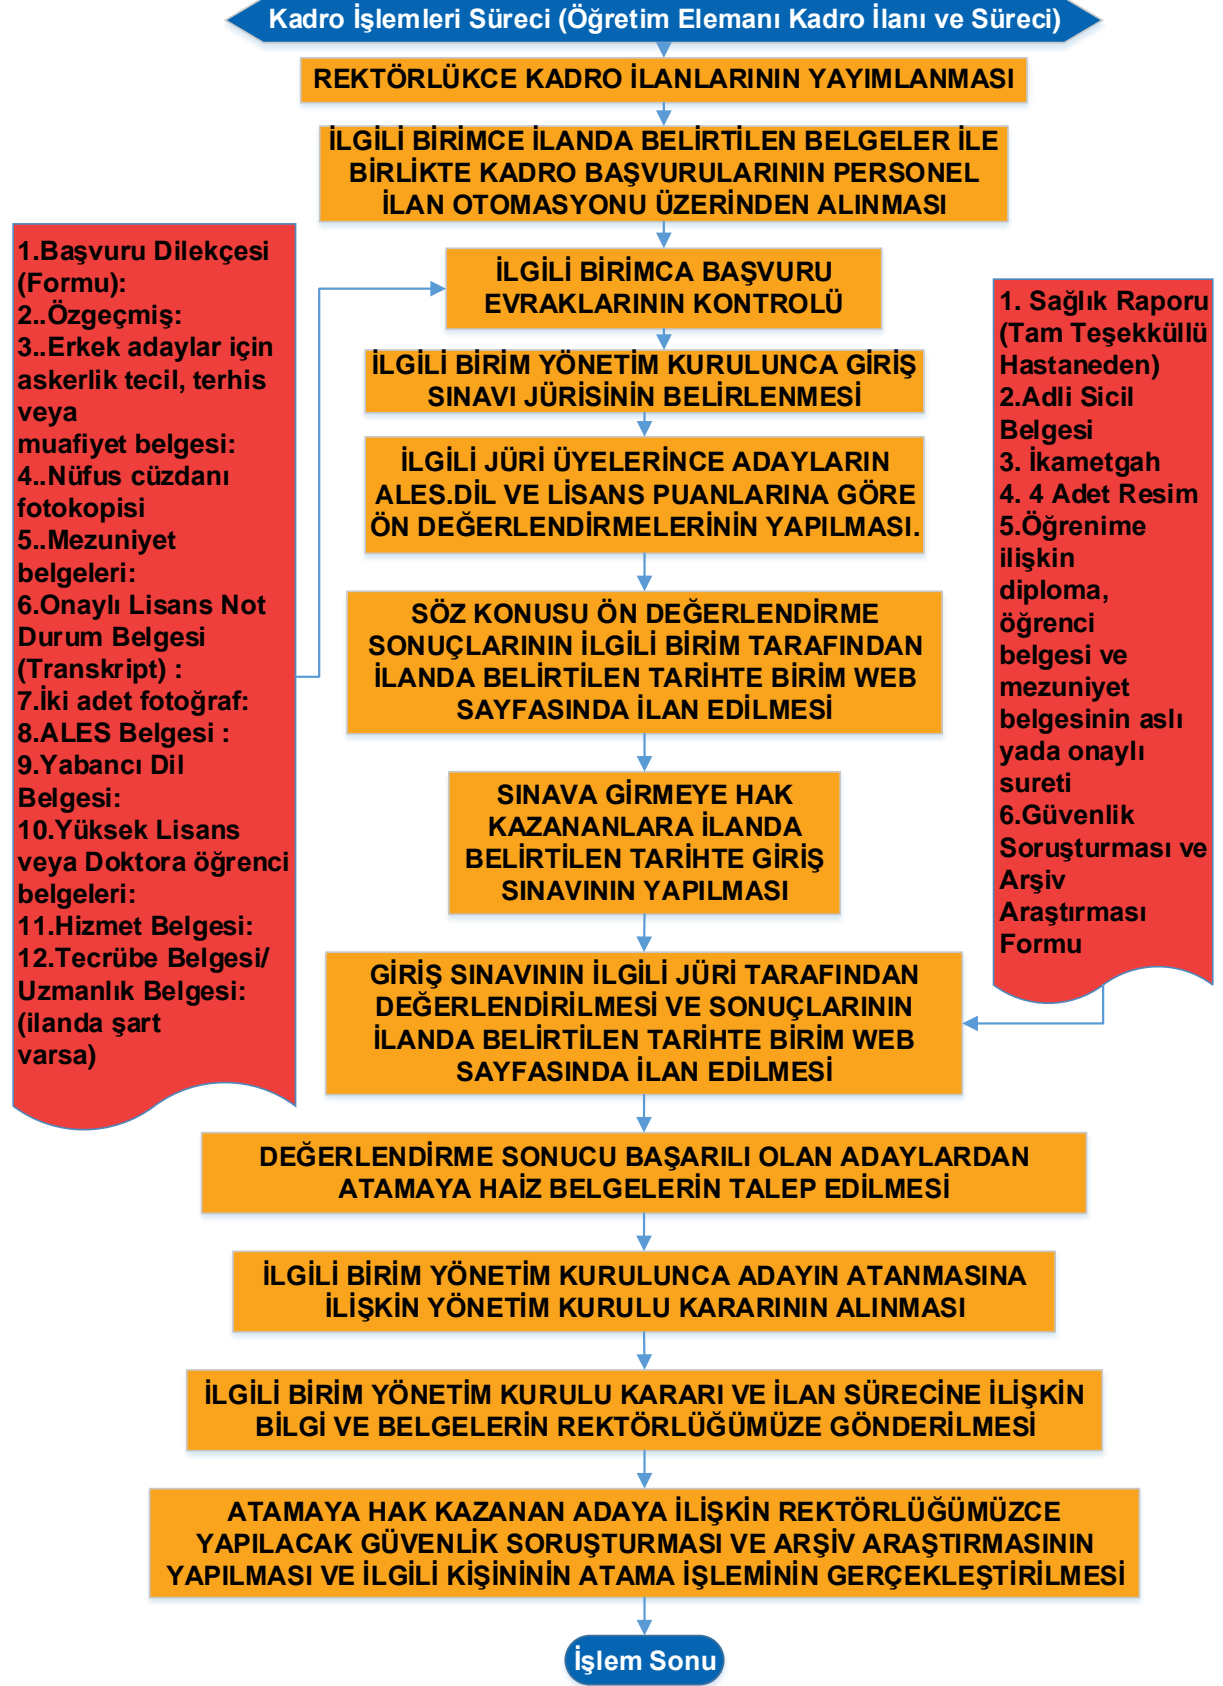 Kadro İşlemleri Süreci (Öğretim Elemanı Kadro İlanı ve Süreci)
REKTÖRLÜKCE KADRO İLANLARININ YAYIMLANMASI
İLGİLİ BİRİMCE İLANDA BELİRTİLEN BELGELER İLE
BİRLİKTE KADRO BAŞVURULARININ PERSONEL
İLAN OTOMASYONU ÜZERİNDEN ALINMASI
1.Başvuru Dilekçesi
(Formu):
2..Özgeçmiş:
3..Erkek adaylar için
askerlik tecil, terhis
veya
muafiyet belgesi:
4..Nüfus cüzdanı
fotokopisi
5..Mezuniyet
belgeleri:
6.Onaylı Lisans Not
Durum Belgesi
(Transkript) :
7.İki adet fotoğraf:
8.ALES Belgesi :
9.Yabancı Dil
Belgesi:
10.Yüksek Lisans
veya Doktora öğrenci
belgeleri:
11.Hizmet Belgesi:
12.Tecrübe Belgesi/
Uzmanlık Belgesi:
(ilanda şart
varsa)
İLGİLİ BİRİMCA BAŞVURU
EVRAKLARININ KONTROLÜ
İLGİLİ BİRİM YÖNETİM KURULUNCA GİRİŞ
SINAVI JÜRİSİNİN BELİRLENMESİ
İLGİLİ JÜRİ ÜYELERİNCE ADAYLARIN
ALES.DİL VE LİSANS PUANLARINA GÖRE
ÖN DEĞERLENDİRMELERİNİN YAPILMASI.
SÖZ KONUSU ÖN DEĞERLENDİRME
SONUÇLARININ İLGİLİ BİRİM TARAFINDAN
İLANDA BELİRTİLEN TARİHTE BİRİM WEB
SAYFASINDA İLAN EDİLMESİ
SINAVA GİRMEYE HAK
KAZANANLARA İLANDA
BELİRTİLEN TARİHTE GİRİŞ
SINAVININ YAPILMASI
1. Sağlık Raporu
(Tam Teşekküllü
Hastaneden)
2.Adli Sicil
Belgesi
3. İkametgah
4. 4 Adet Resim
5.Öğrenime
ilişkin
diploma,
öğrenci
belgesi ve
mezuniyet
belgesinin aslı
yada onaylı
sureti
6.Güvenlik
Soruşturması ve
Arşiv
Araştırması
Formu
GİRİŞ SINAVININ İLGİLİ JÜRİ TARAFINDAN
DEĞERLENDİRİLMESİ VE SONUÇLARININ
İLANDA BELİRTİLEN TARİHTE BİRİM WEB
SAYFASINDA İLAN EDİLMESİ
DEĞERLENDİRME SONUCU BAŞARILI OLAN ADAYLARDAN
ATAMAYA HAİZ BELGELERİN TALEP EDİLMESİ
İLGİLİ BİRİM YÖNETİM KURULUNCA ADAYIN ATANMASINA
İLİŞKİN YÖNETİM KURULU KARARININ ALINMASI
İLGİLİ BİRİM YÖNETİM KURULU KARARI VE İLAN SÜRECİNE İLİŞKİN
BİLGİ VE BELGELERİN REKTÖRLÜĞÜMÜZE GÖNDERİLMESİ
ATAMAYA HAK KAZANAN ADAYA İLİŞKİN REKTÖRLÜĞÜMÜZCE
YAPILACAK GÜVENLİK SORUŞTURMASI VE ARŞİV ARAŞTIRMASININ
YAPILMASI VE İLGİLİ KİŞİNİNİN ATAMA İŞLEMİNİN GERÇEKLEŞTİRİLMESİ
İşlem Sonu